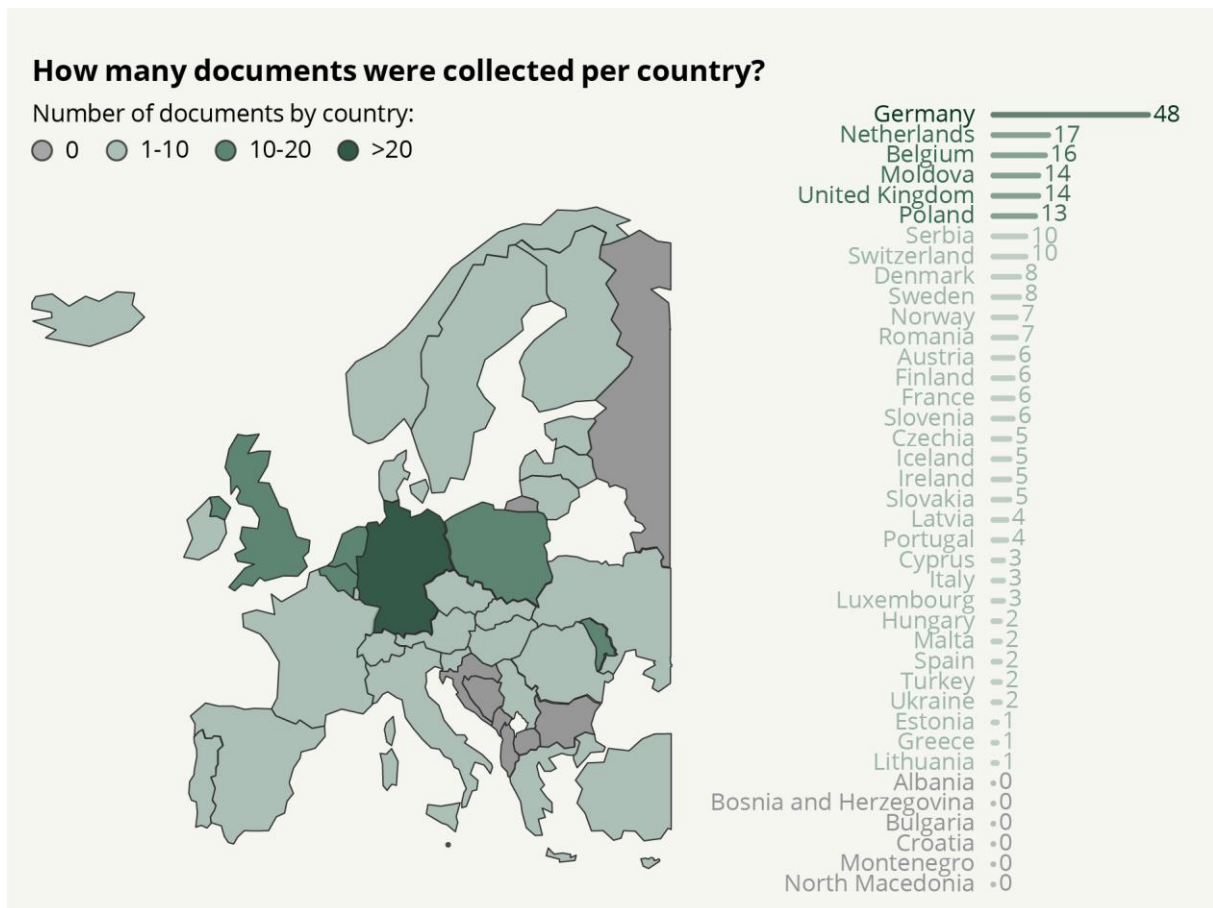 How many documents were collected per country?
Number of documents by country:
0 1-10 10-20 >20
Germany 48
Netherlands 17
Belgium 16
Moldova 14
United Kingdom 14
Poland 13
Serbia 10
Switzerland 10
Denmark 8
Sweden 8
Norway 7
Romania 7
Austria 6
Finland 6
France 6
Slovenia 6
Czechia 5
Iceland 5
Ireland 5
Slovakia 5
Latvia 4
Portugal 4
Cyprus 3
Italy 3
Luxembourg 3
Hungary 2
Malta 2
Spain 2
Turkey 2
Ukraine 2
Estonia 1
Greece 1
Lithuania 1
Albania 0
Bosnia and Herzegovina 0
Bulgaria 0
Croatia 0
Montenegro 0
North Macedonia 0